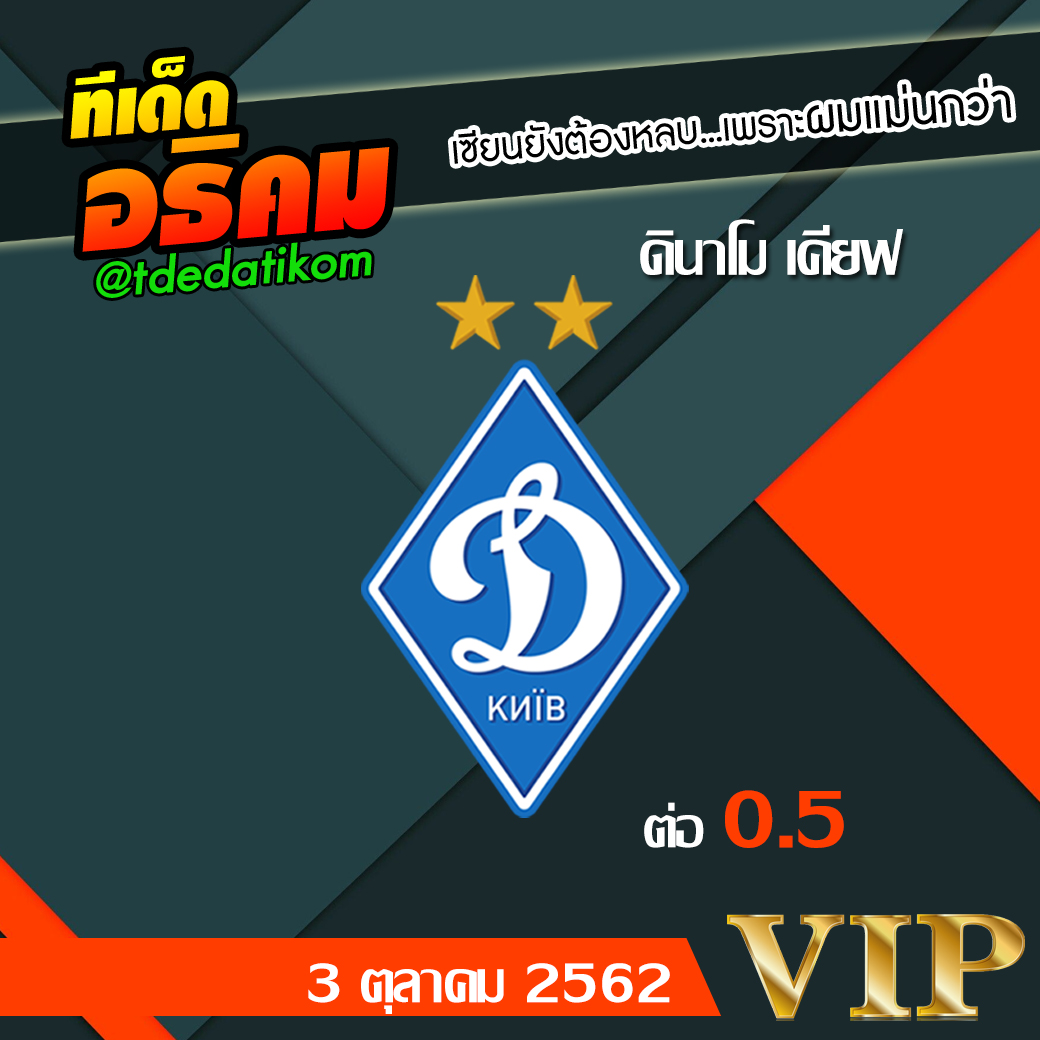 ทีเด็ด
อธิคม
@tdedatikom
เซียนยังต้องหลบ...เพราะผมแม่นกว่า
ดินาโม เคียฟ
КИЇВ
ต่อ 0.5
VIP
3 ตุลาคม 2562